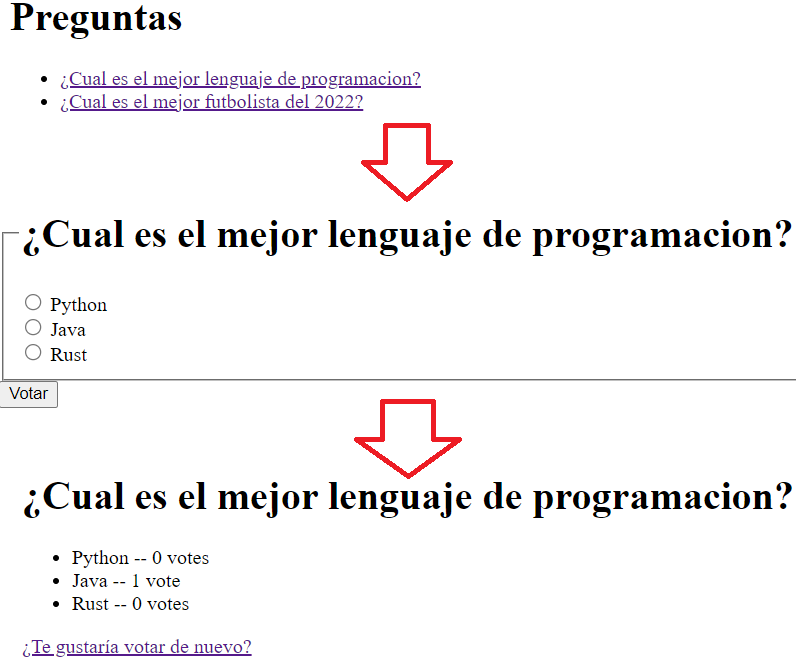 Preguntas
¿Cual es el mejor lenguaje de programacion?
¿Cual es el mejor futbolista del 2022?
¿Cual es el mejor lenguaje de programacion?
Python
Java
Rust
Votar
¿Cual es el mejor lenguaje de programacion?
Python -- 0 votes
Java -- 1 vote
Rust -- 0 votes
¿Te gustaría votar de nuevo?